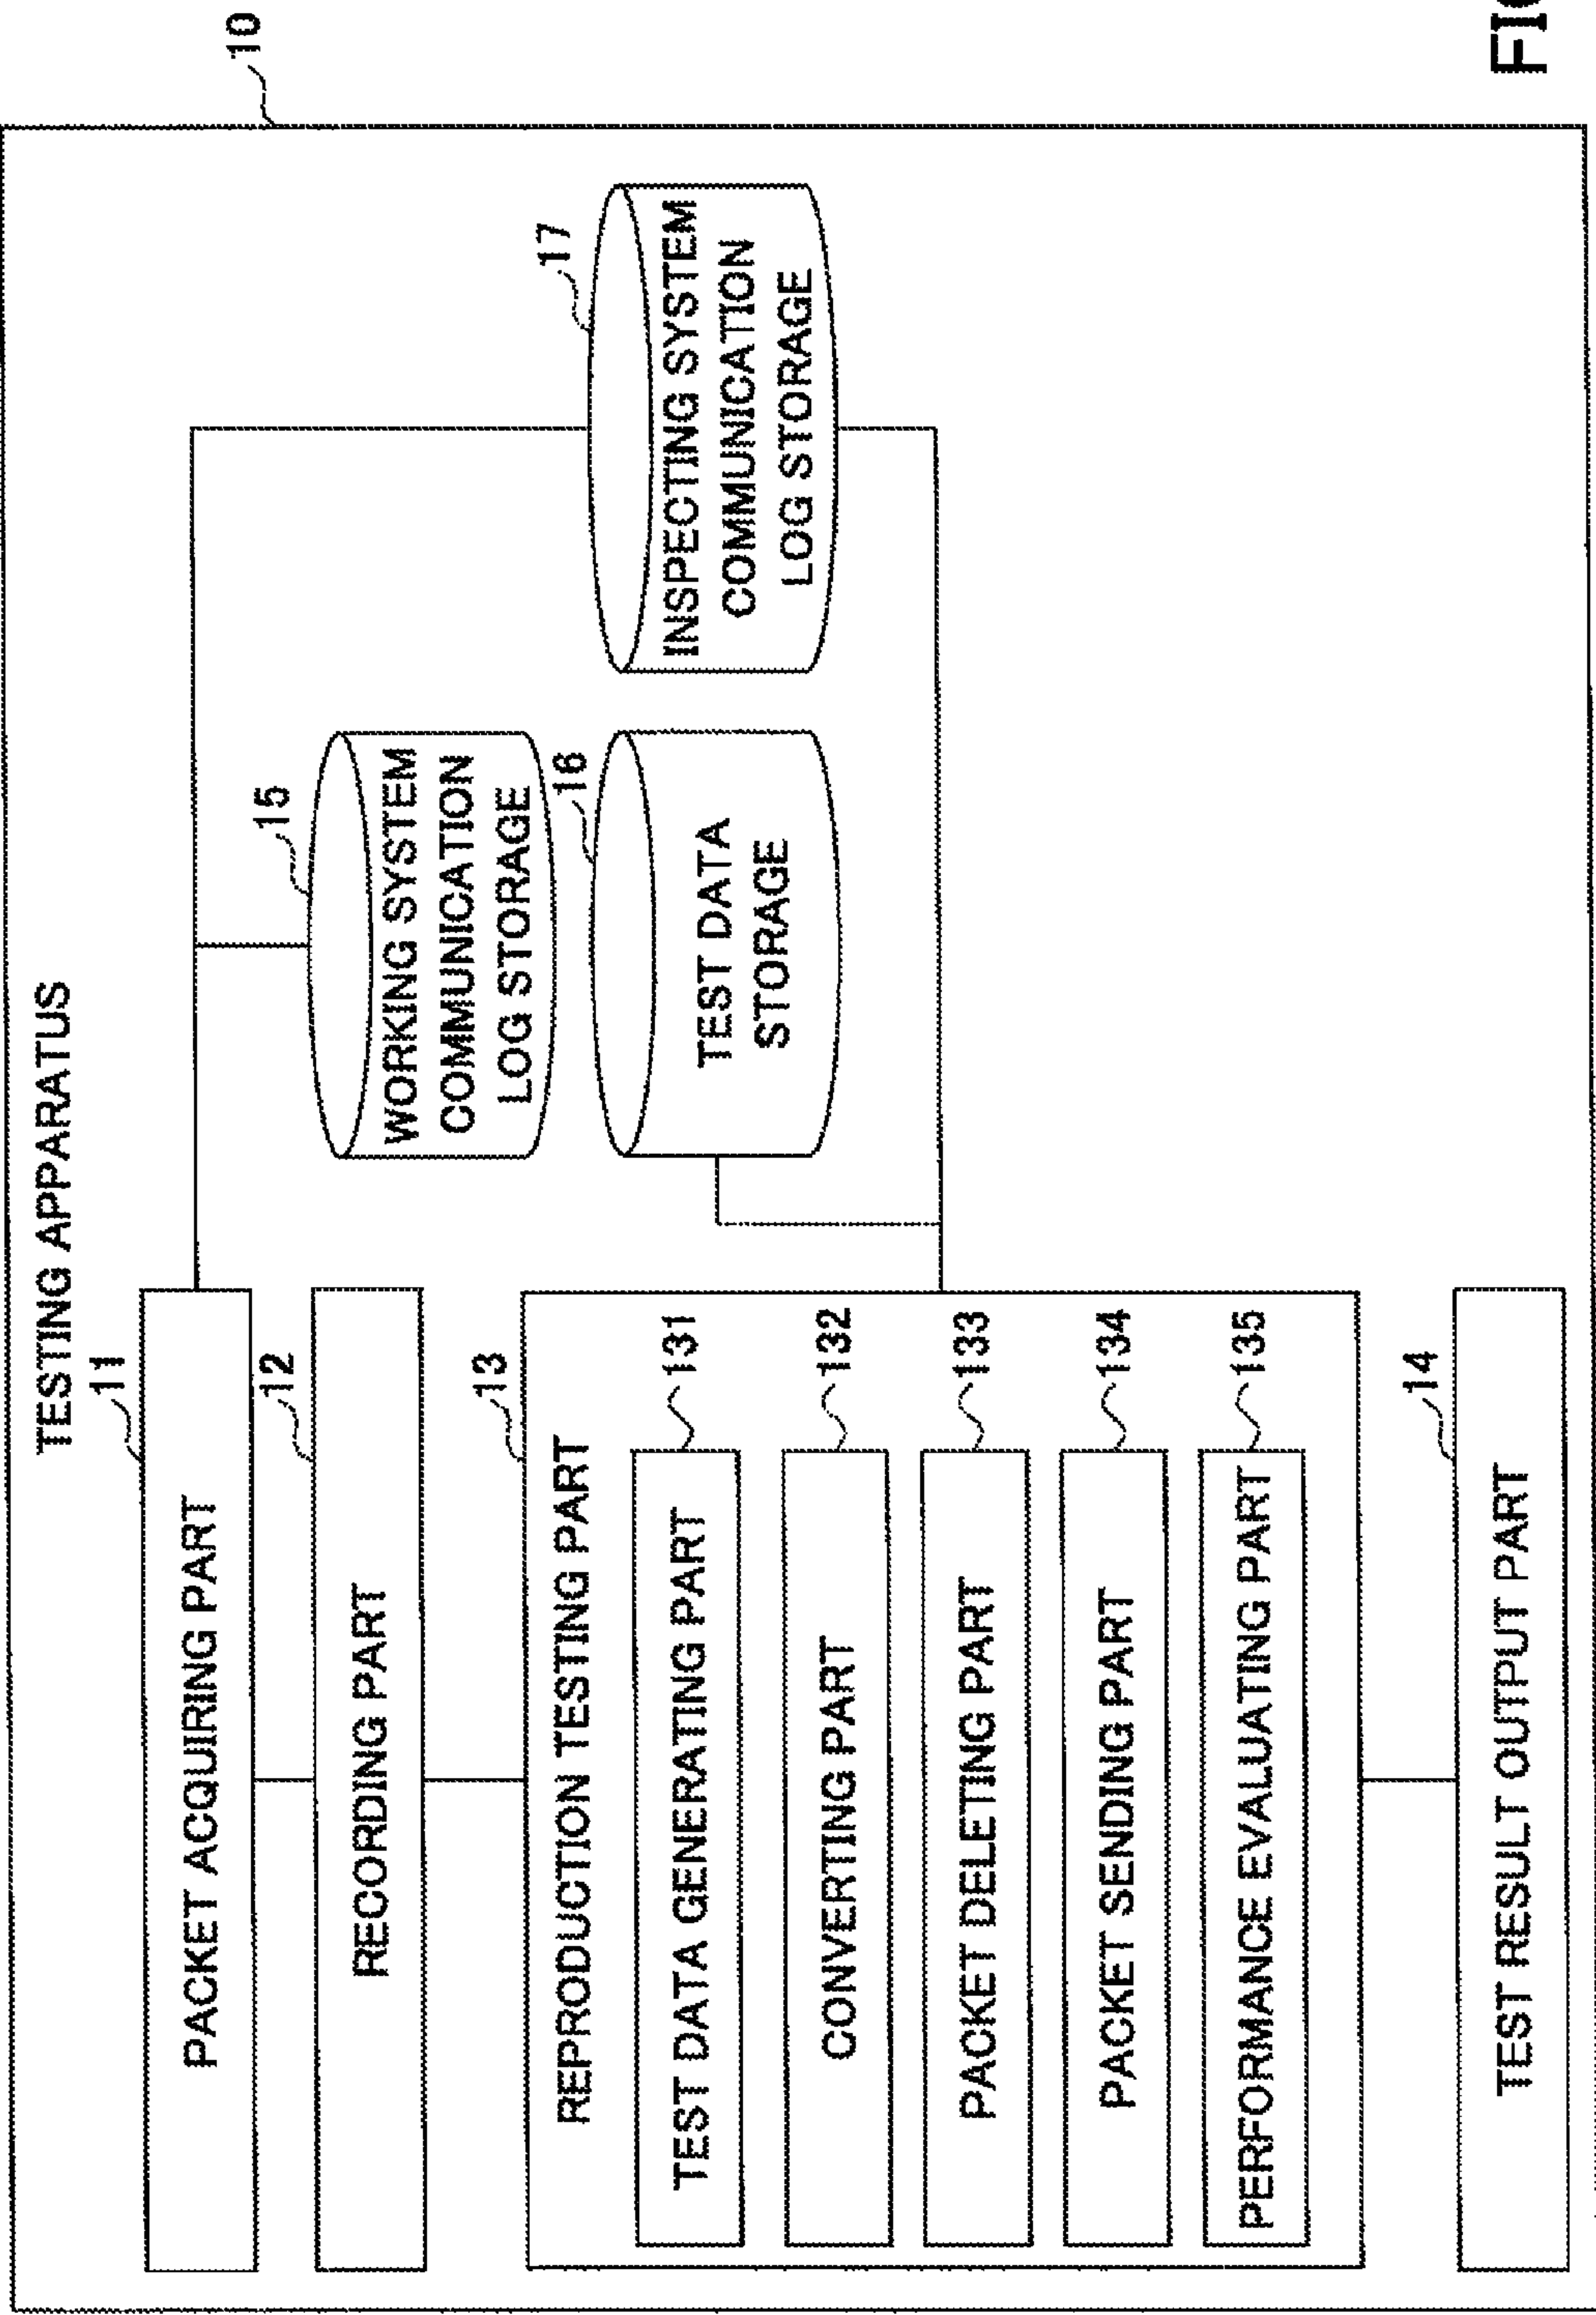 TESTING APPARATUS
10
11
PACKET ACQUIRING PART
12
RECORDING PART
13
REPRODUCTION TESTING PART
TEST DATA GENERATING PART
131
CONVERTING PART
132
PACKET DELETING PART
133
PACKET SENDING PART
134
PERFORMANCE EVALUATING PART
135
14
TEST RESULT OUTPUT PART
15
WORKING SYSTEM
COMMUNICATION
LOG STORAGE
16
TEST DATA
STORAGE
17
INSPECTING SYSTEM
COMMUNICATION
LOG STORAGE